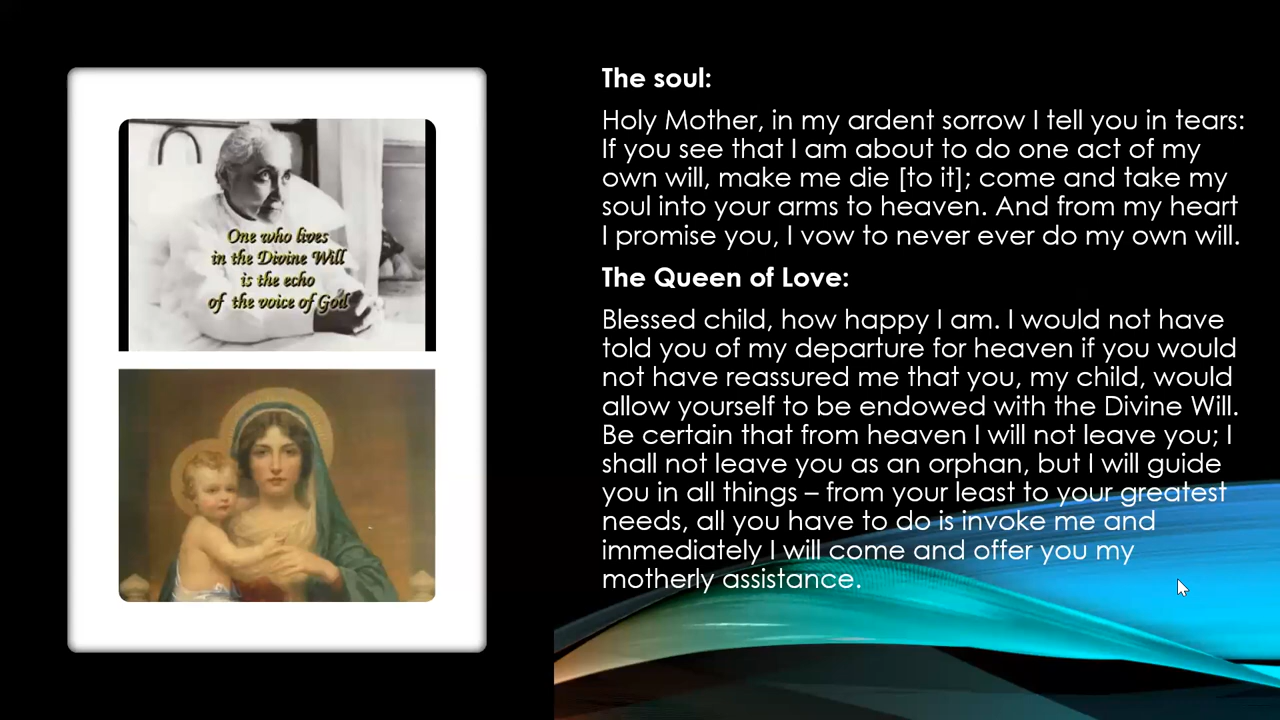 One who lives
in the Divine Will
is the echo
of the voice of God
The soul:
Holy Mother, in my ardent sorrow I tell you in tears:
If you see that I am about to do one act of my
own will, make me die [to it]; come and take my
soul into your arms to heaven. And from my heart
I promise you, I vow to never ever do my own will.
The Queen of Love:
Blessed child, how happy I am. I would not have
told you of my departure for heaven if you would
not have reassured me that you, my child, would
allow yourself to be endowed with the Divine Will.
Be certain that from heaven I will not leave you; I
shall not leave you as an orphan, but I will guide
you in all things – from your least to your greatest
needs, all you have to do is invoke me and
immediately I will come and offer you my
motherly assistance.